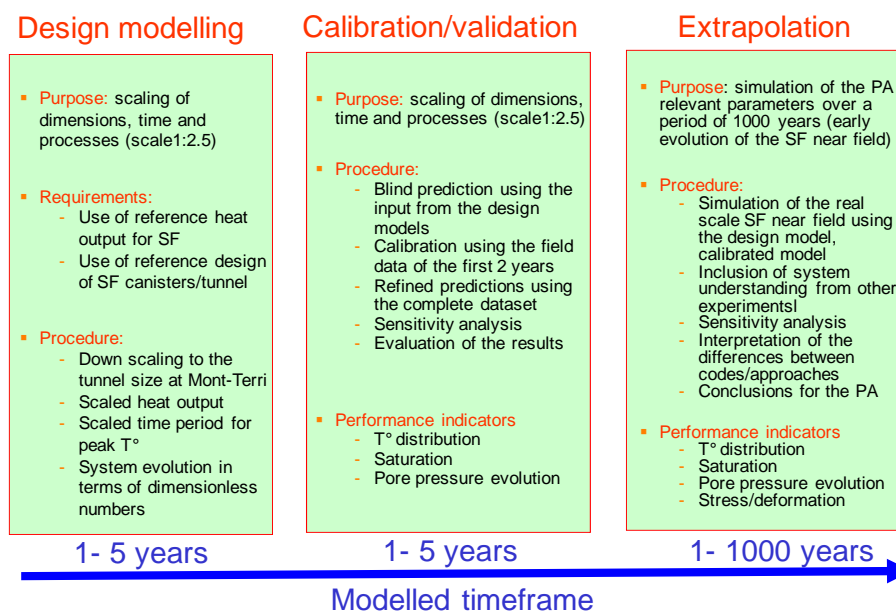 Design modelling
▪ Purpose: scaling of
dimensions, time and
processes (scale1:2.5)
▪ Requirements:
- Use of reference heat
output for SF
- Use of reference design
of SF canisters/tunnel
▪ Procedure:
- Down scaling to the
tunnel size at Mont-Terri
- Scaled heat output
- Scaled time period for
peak T°
- System evolution in
terms of dimensionless
numbers
1- 5 years
Calibration/validation
▪ Purpose: scaling of dimensions,
time and processes (scale1:2.5)
▪ Procedure:
- Blind prediction using the
input from the design
models
- Calibration using the field
data of the first 2 years
- Refined predictions using
the complete dataset
- Sensitivity analysis
- Evaluation of the results
▪ Performance indicators
- T° distribution
- Saturation
- Pore pressure evolution
1- 5 years
Extrapolation
▪ Purpose: simulation of the PA
relevant parameters over a
period of 1000 years (early
evolution of the SF near field)
▪ Procedure:
- Simulation of the real
scale SF near field using
the design model,
calibrated model
- Inclusion of system
understanding from other
experimentsl
- Sensitivity analysis
- Interpretation of the
differences between
codes/approaches
- Conclusions for the PA
▪ Performance indicators
- T° distribution
- Saturation
- Pore pressure evolution
- Stress/deformation
1- 1000 years
Modelled timeframe